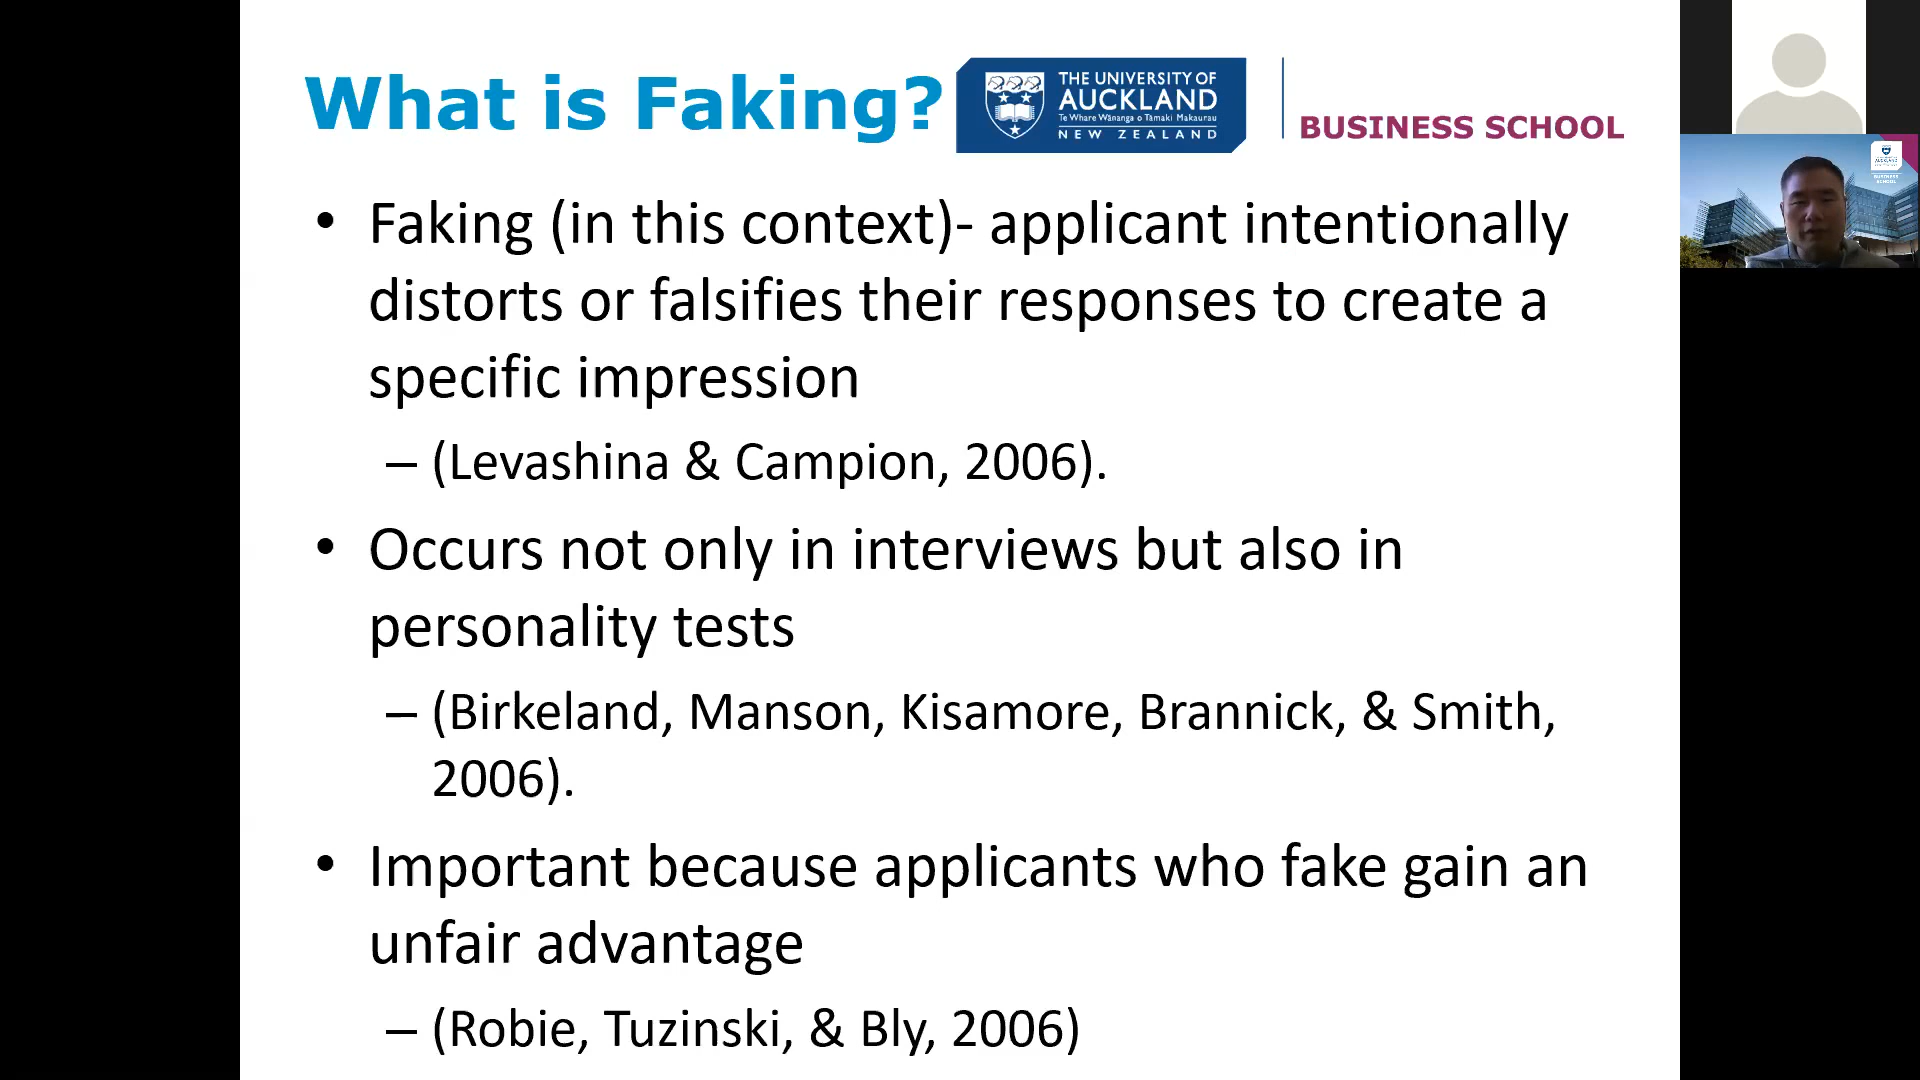 What is Faking?
THE UNIVERSITY OF
AUCKLAND
Te Whare Wānanga o Tāmaki Makaurau
NEW ZEALAND
BUSINESS SCHOOL
• Faking (in this context)- applicant intentionally
distorts or falsifies their responses to create a
specific impression
– (Levashina & Campion, 2006).
• Occurs not only in interviews but also in
personality tests
– (Birkeland, Manson, Kisamore, Brannick, & Smith,
2006).
• Important because applicants who fake gain an
unfair advantage
– (Robie, Tuzinski, & Bly, 2006)
AUCKLAND
BUSINESS
SCHOOL